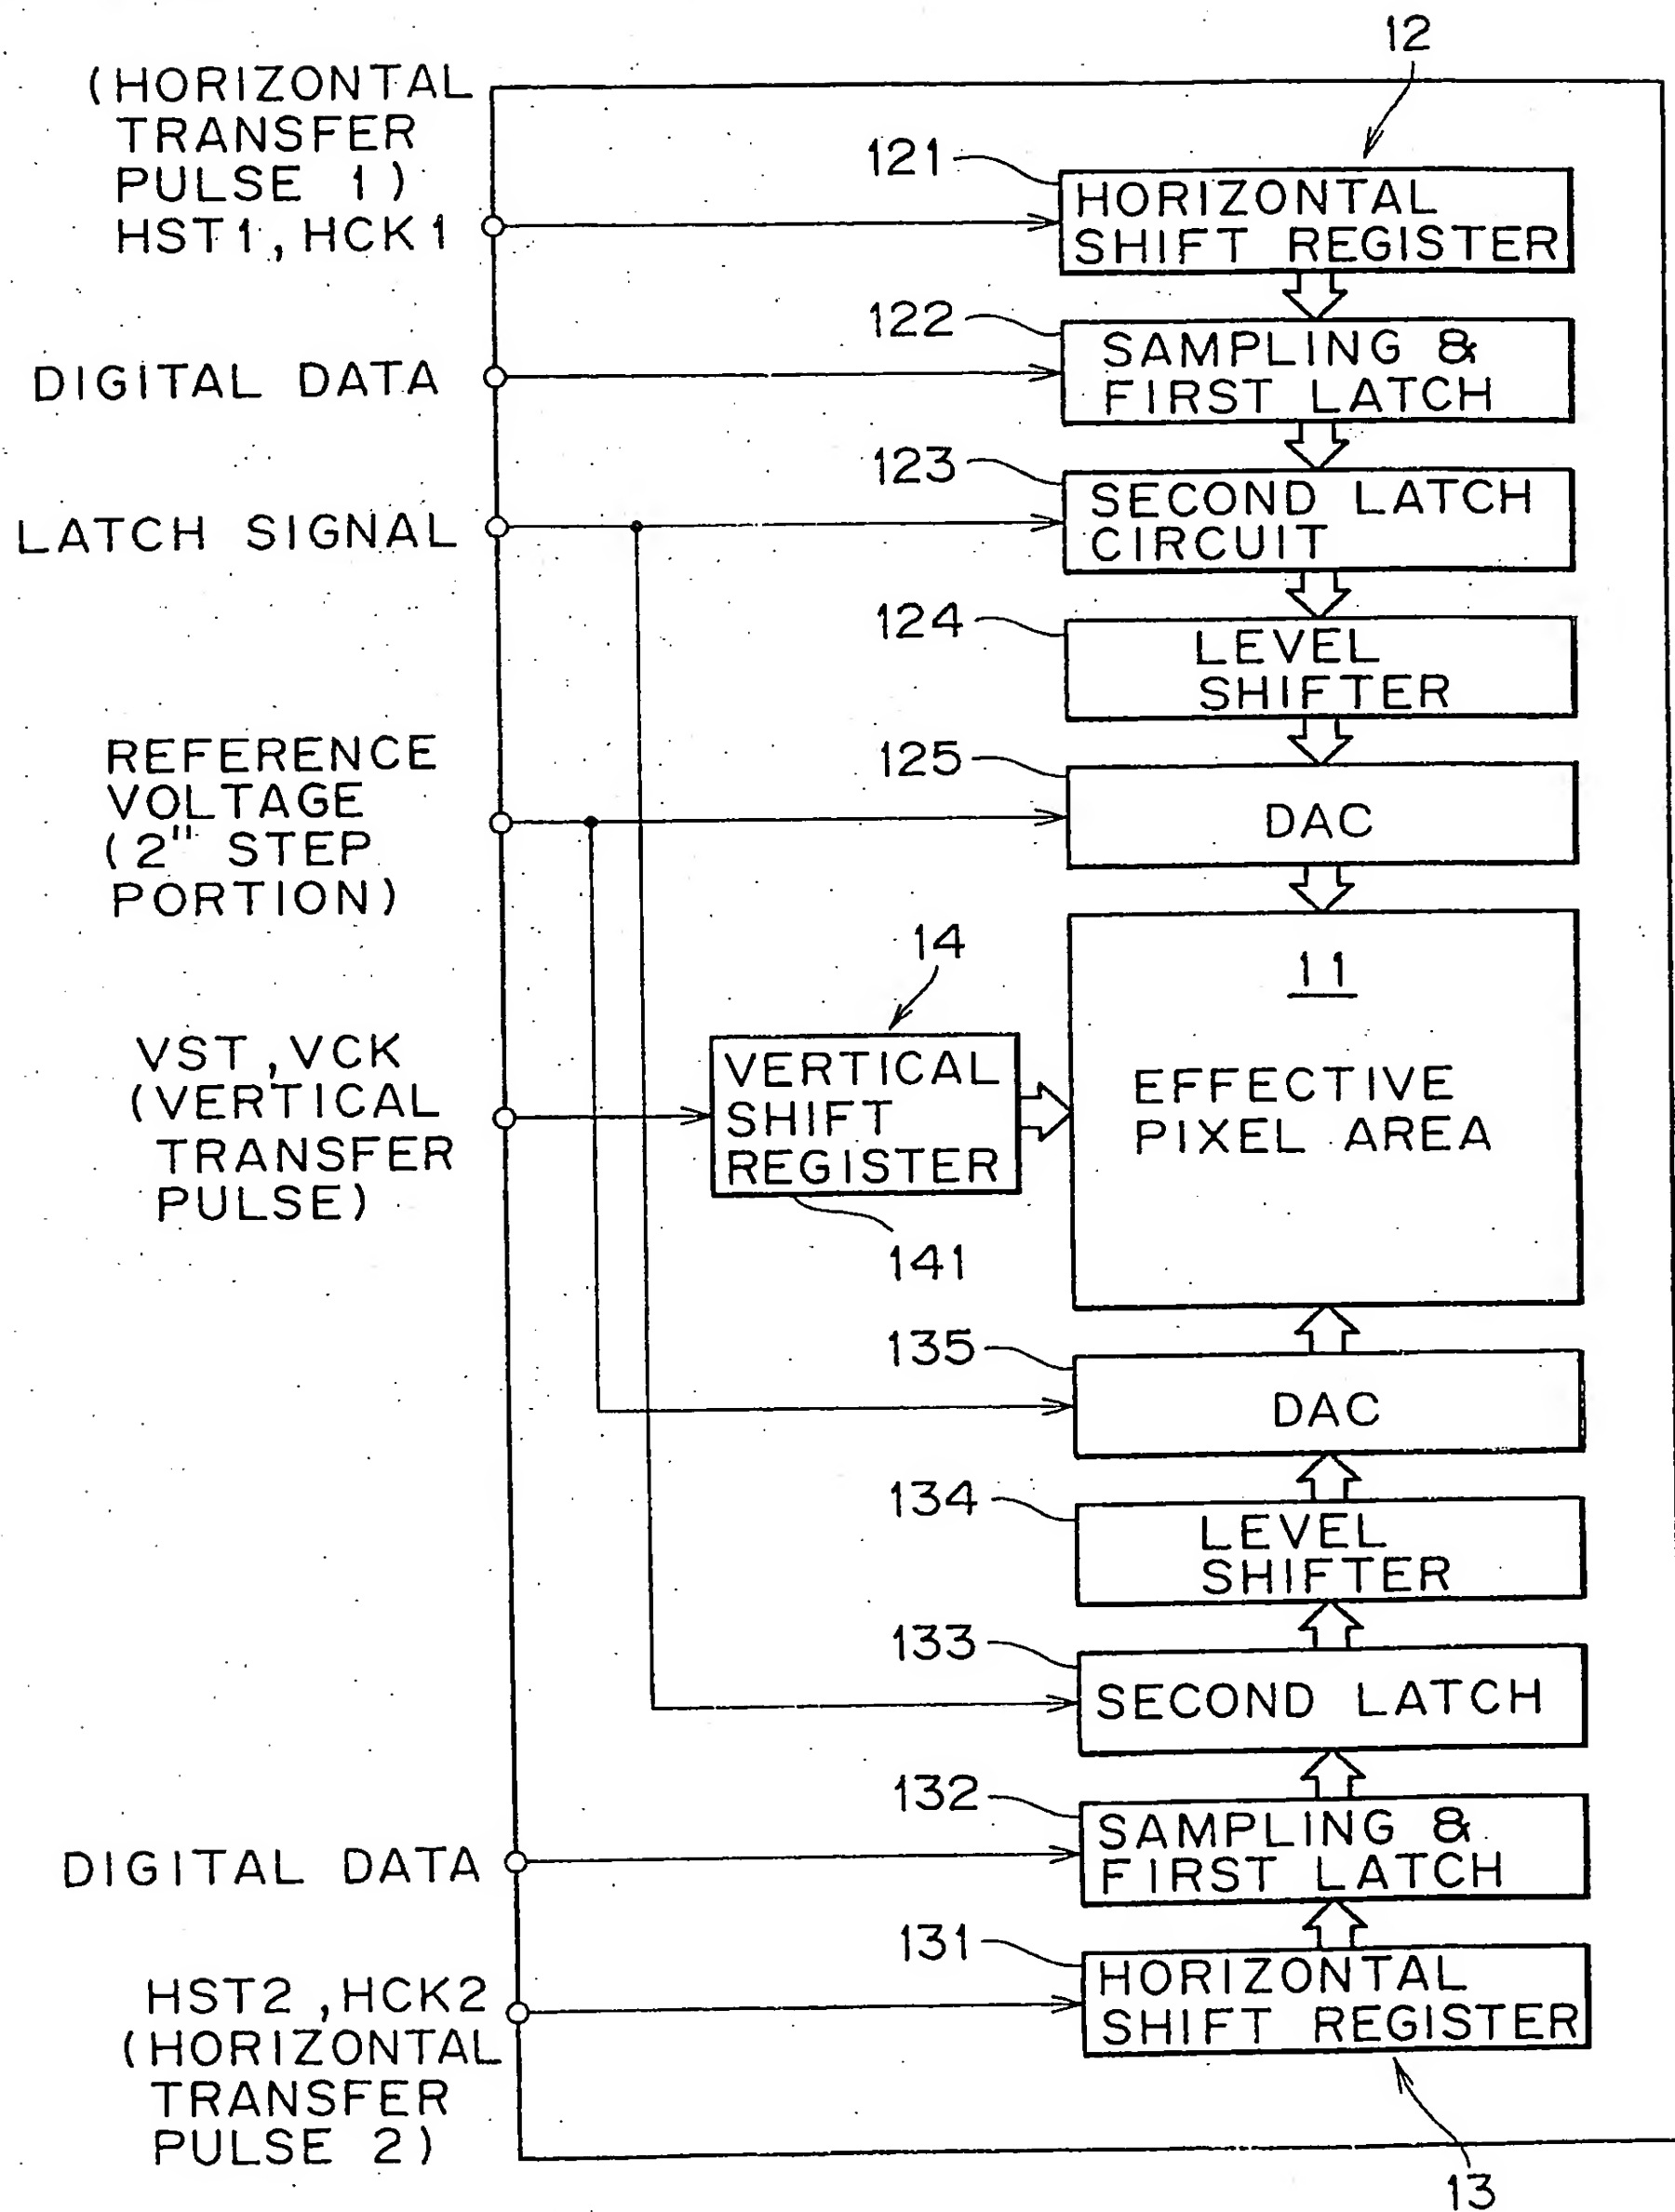 12
(HORIZONTAL
TRANSFER
PULSE 1)
HST1, HCK1
121
HORIZONTAL
SHIFT REGISTER
122
DIGITAL DATA
SAMPLING &
FIRST LATCH
123
LATCH SIGNAL
SECOND LATCH
CIRCUIT
124
LEVEL
SHIFTER
REFERENCE
VOLTAGE
(2" STEP
PORTION)
125
DAC
14
11
VST, VCK
(VERTICAL
TRANSFER
PULSE)
VERTICAL
SHIFT
REGISTER
EFFECTIVE
PIXEL AREA
141
135
DAC
134
LEVEL
SHIFTER
133
SECOND LATCH
132
DIGITAL DATA
SAMPLING &
FIRST LATCH
131
HST2, HCK2
(HORIZONTAL
TRANSFER
PULSE 2)
HORIZONTAL
SHIFT REGISTER
13